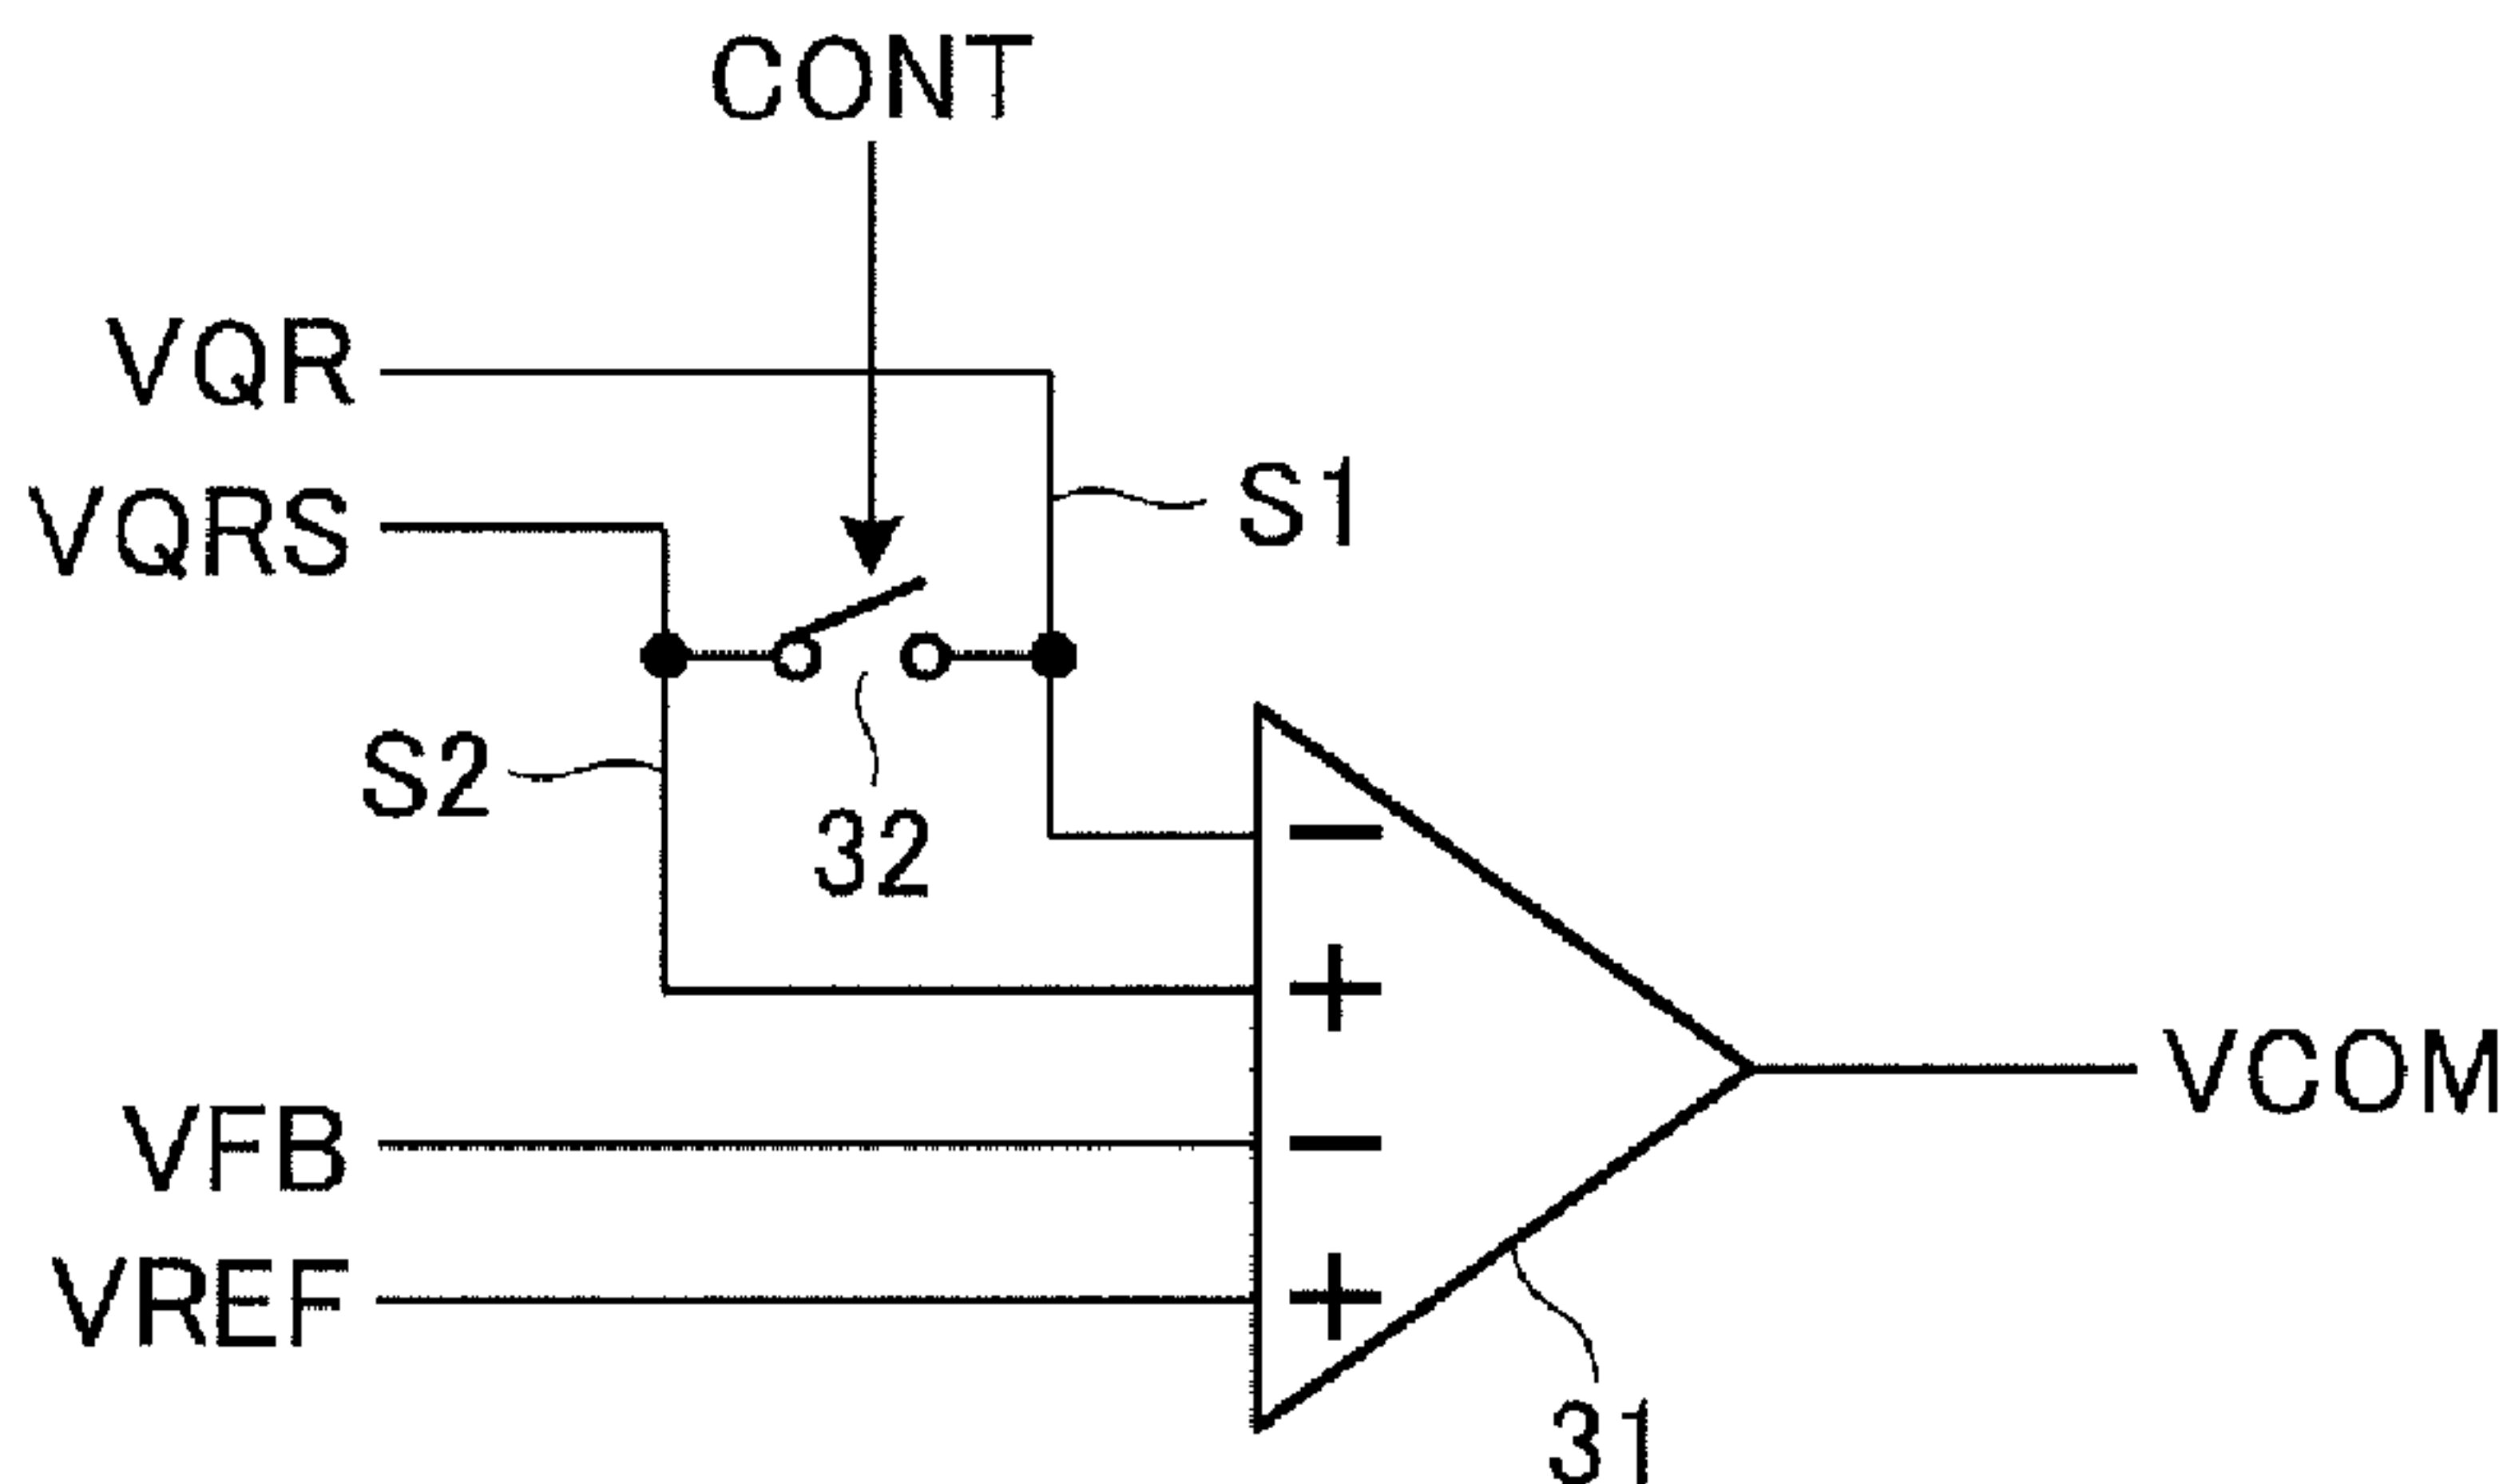 CONT
VQR
VQRS
S1
S2
32
−
+
VCOM
VFB
−
VREF
+
31